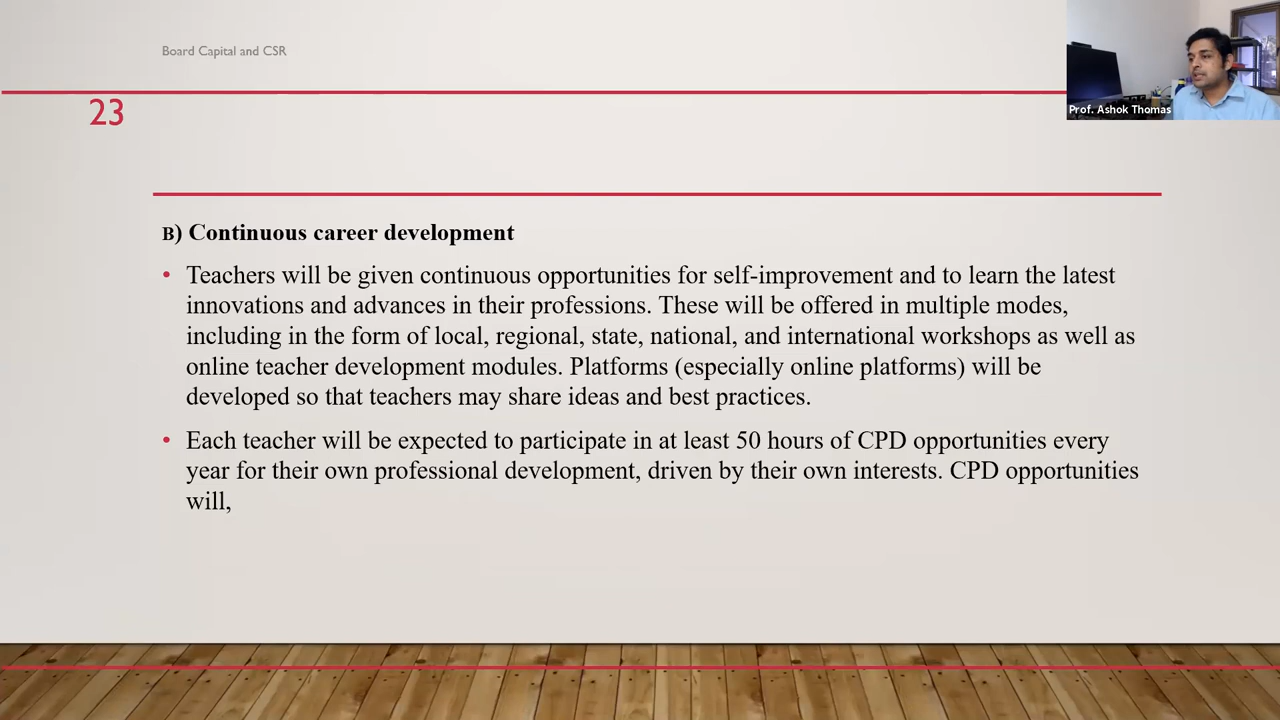 Board Capital and CSR
Prof. Ashok Thomas
23
B) Continuous career development
• Teachers will be given continuous opportunities for self-improvement and to learn the latest
innovations and advances in their professions. These will be offered in multiple modes,
including in the form of local, regional, state, national, and international workshops as well as
online teacher development modules. Platforms (especially online platforms) will be
developed so that teachers may share ideas and best practices.
• Each teacher will be expected to participate in at least 50 hours of CPD opportunities every
year for their own professional development, driven by their own interests. CPD opportunities
will,